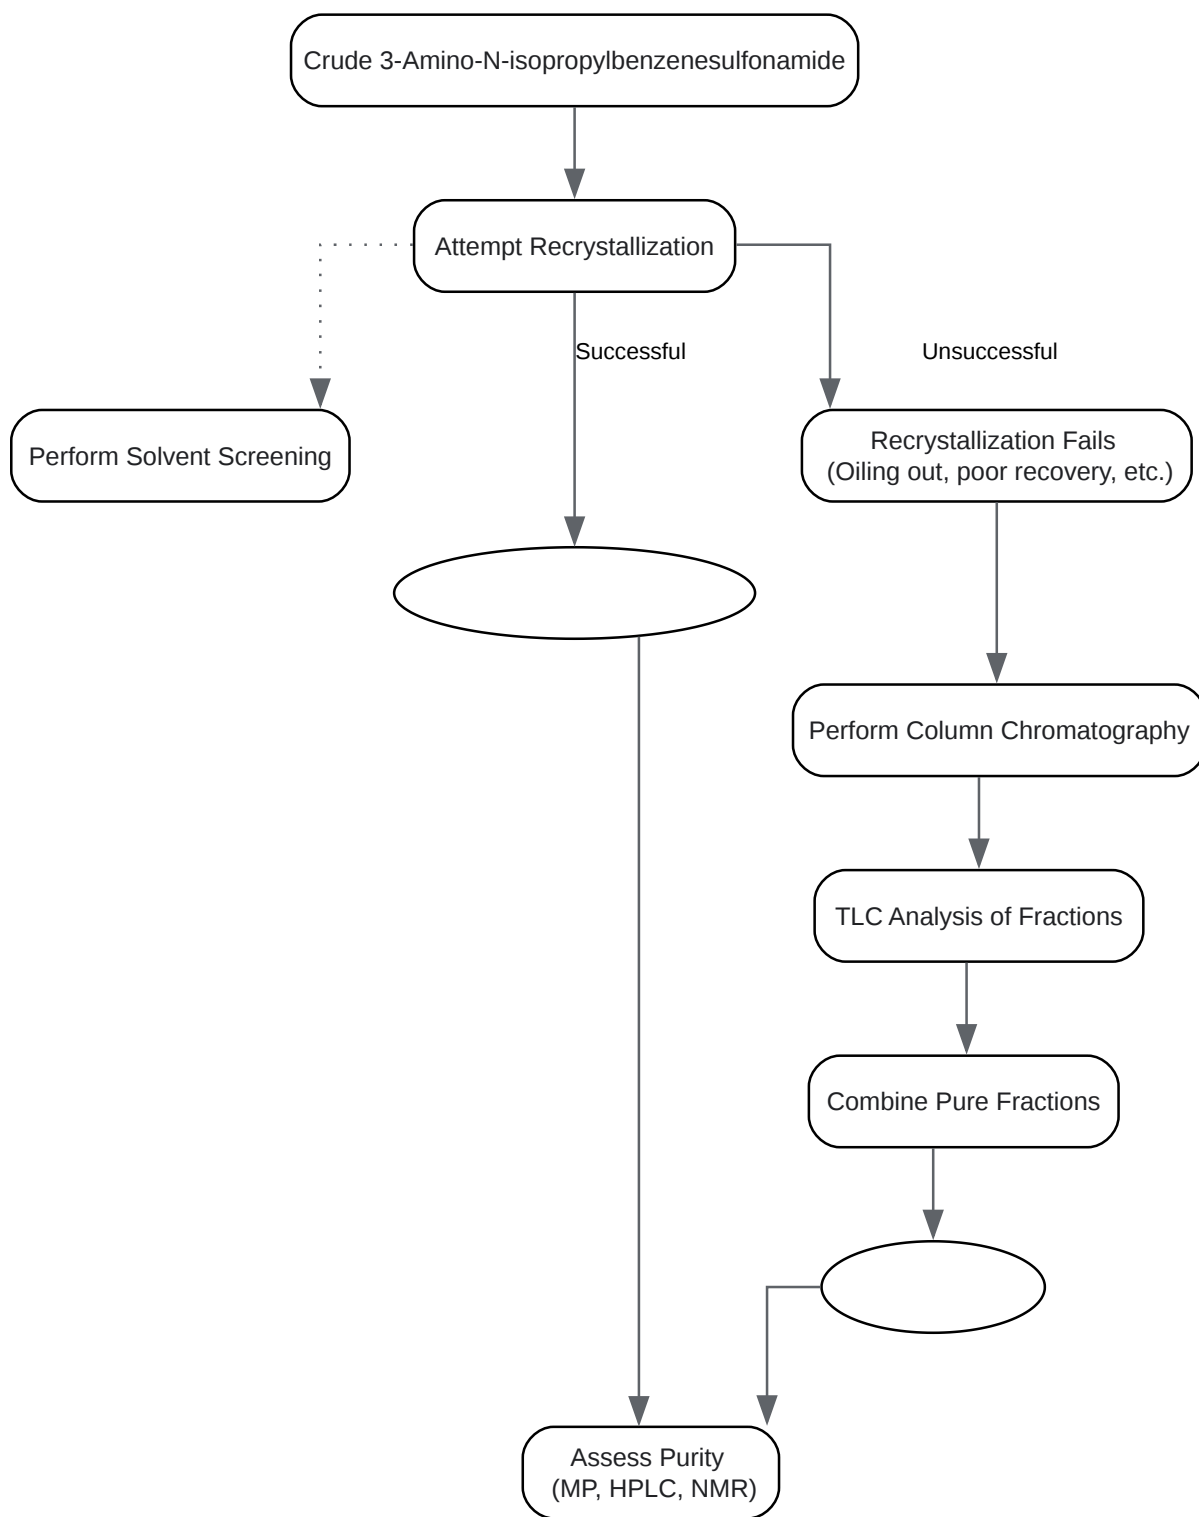 Crude 3-Amino-N-isopropylbenzenesulfonamide
Attempt Recrystallization
Successful
Unsuccessful
Perform Solvent Screening
Recrystallization Fails
(Oiling out, poor recovery, etc.)
Perform Column Chromatography
TLC Analysis of Fractions
Combine Pure Fractions
Assess Purity
(MP, HPLC, NMR)